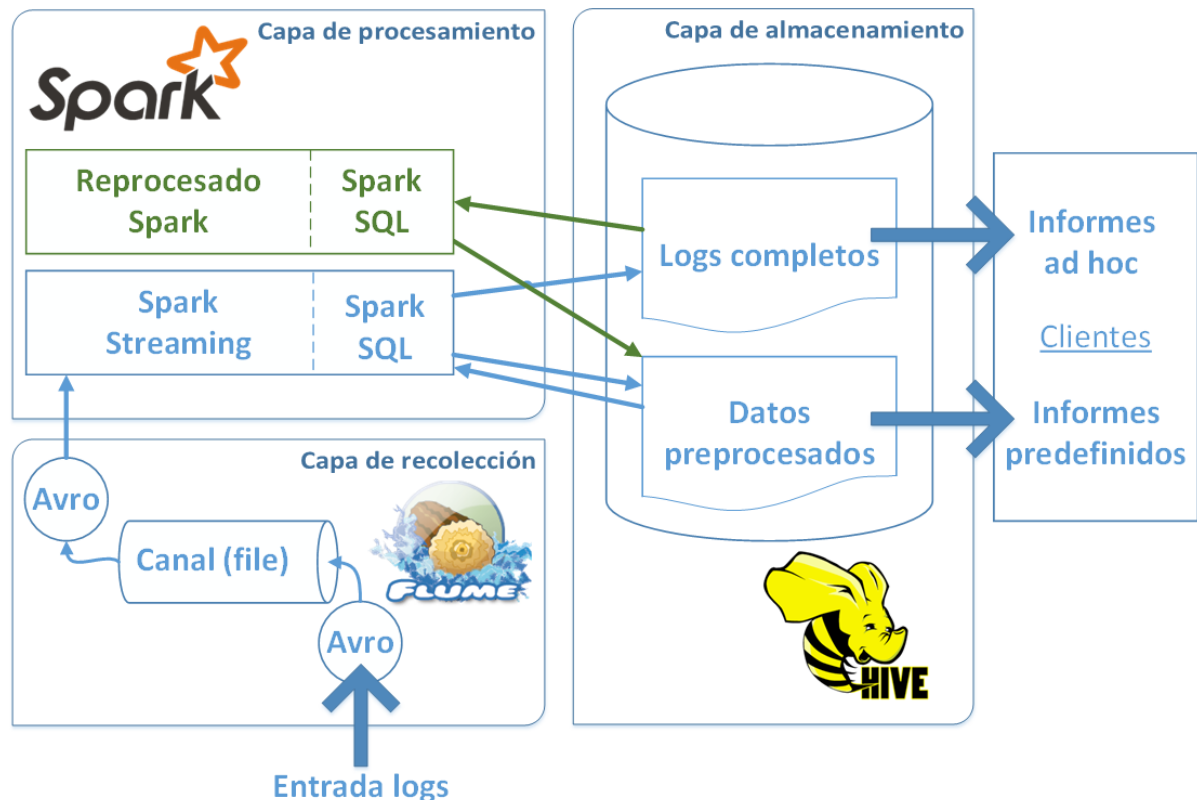 Capa de procesamiento
Spark
Reprocesado
Spark
Spark
SQL
Spark
Streaming
Spark
SQL
Capa de almacenamiento
Logs completos
Datos
preprocesados
HIVE
Informes
ad hoc
Clientes
Informes
predefinidos
Capa de recolección
Avro
Canal (file)
FLUME
Avro
Entrada logs